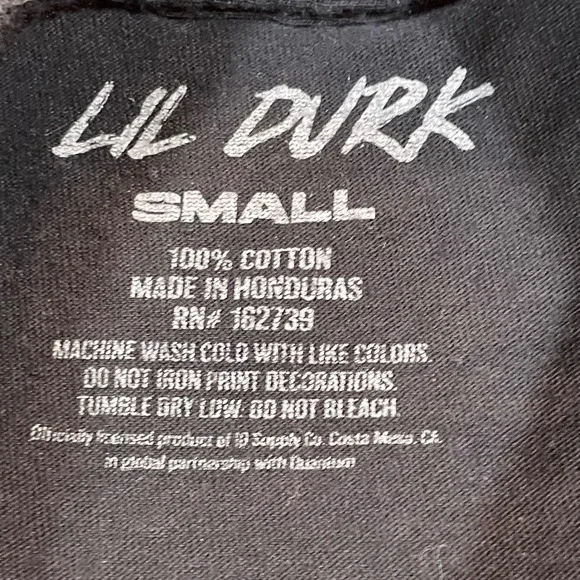 LIL DURK
SMALL
100% COTTON
MADE IN HONDURAS
RN# 162739
MACHINE WASH COLD WITH LIKE COLORS.
DO NOT IRON PRINT DECORATIONS.
TUMBLE DRY LOW. DO NOT BLEACH.
Officially licensed product of Supply Co. Costa Mesa, CA.
in global partnership with Quantum